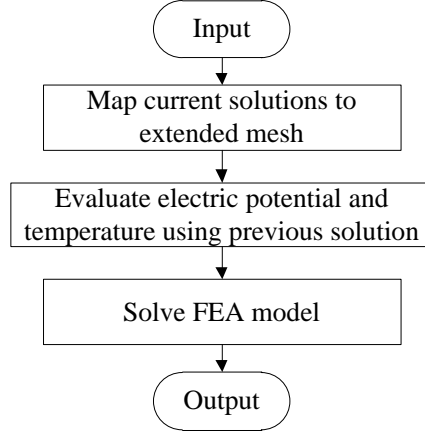 Input
Map current solutions to
extended mesh
Evaluate electric potential and
temperature using previous solution
Solve FEA model
Output